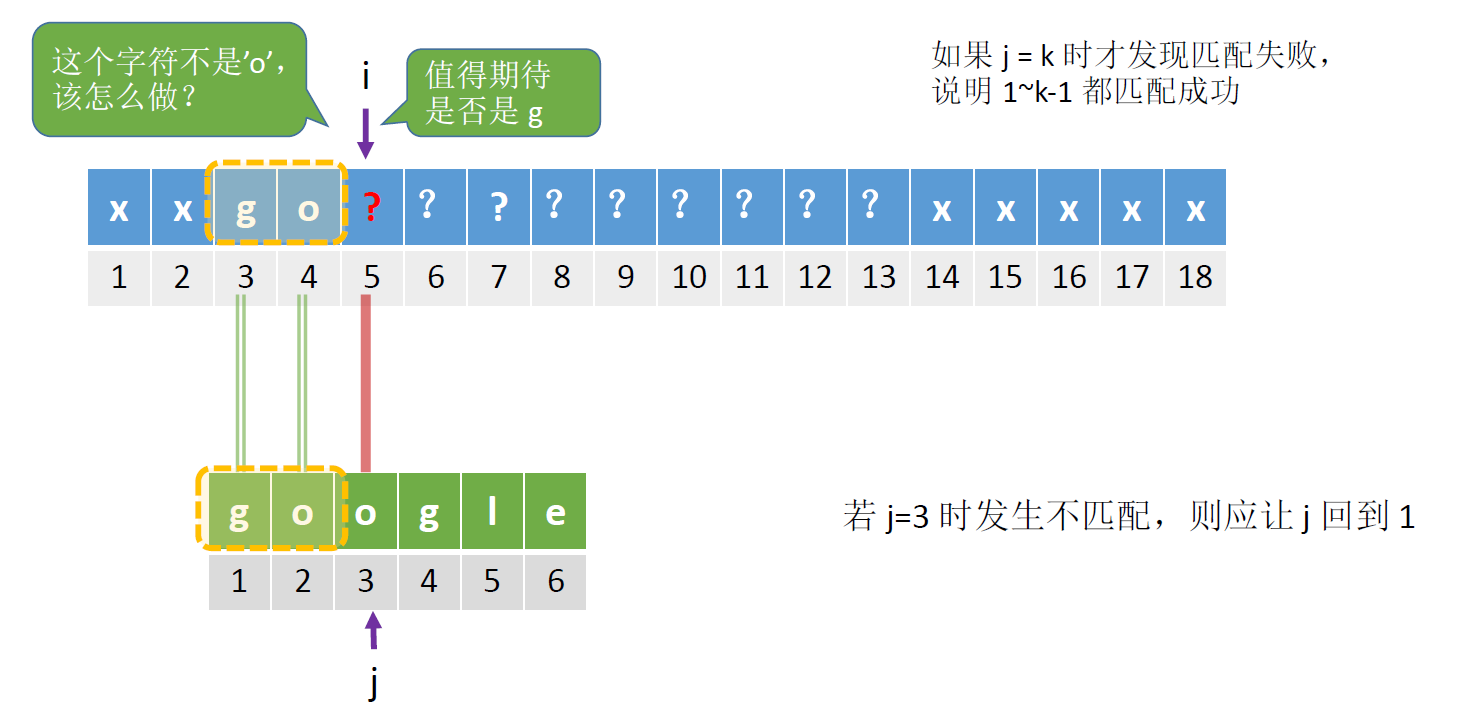 这个字符不是’o’，
该怎么做？
i
值得期待
是否是 g
如果 j = k 时才发现匹配失败，
说明 1~k-1 都匹配成功
x x g o ? ? ? ? ? ? ? ? ? x x x x x
1 2 3 4 5 6 7 8 9 10 11 12 13 14 15 16 17 18
g o o g l e
若 j=3 时发生不匹配，则应让 j 回到 1
1 2 3 4 5 6
j